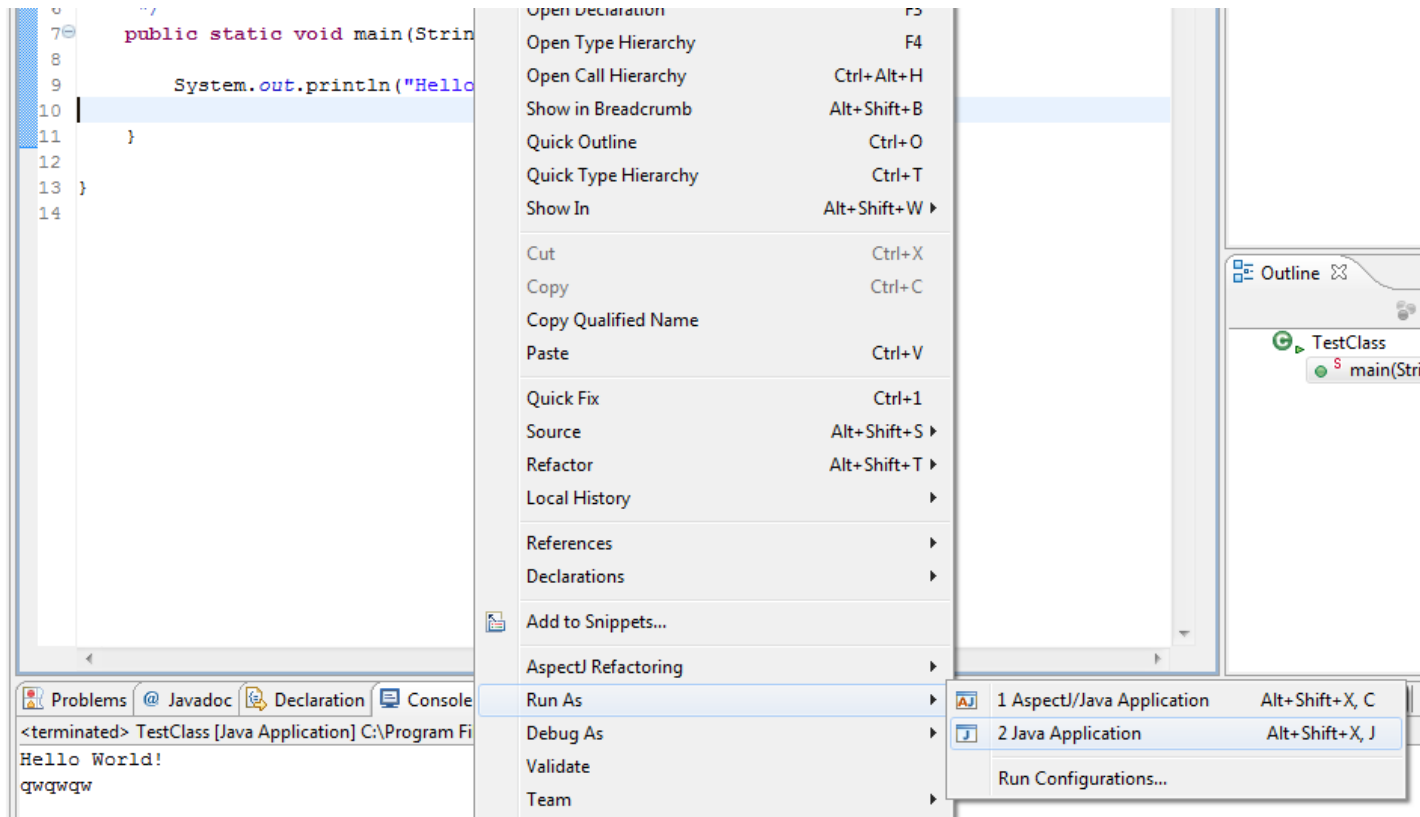 6 */
7 public static void main(Strin
8
9 System.out.println("Hello
10
11 }
12
13 }
14
Open Declaration F3
Open Type Hierarchy F4
Open Call Hierarchy Ctrl+Alt+H
Show in Breadcrumb Alt+Shift+B
Quick Outline Ctrl+O
Quick Type Hierarchy Ctrl+T
Show In Alt+Shift+W
Cut Ctrl+X
Copy Ctrl+C
Copy Qualified Name
Paste Ctrl+V
Quick Fix Ctrl+1
Source Alt+Shift+S
Refactor Alt+Shift+T
Local History
References
Declarations
Add to Snippets...
AspectJ Refactoring
Run As
Debug As
Validate
Team
AJ 1 AspectJ/Java Application Alt+Shift+X, C
J 2 Java Application Alt+Shift+X, J
Run Configurations...
Outline
C TestClass
S main(Stri
Problems @ Javadoc Declaration Console
<terminated> TestClass [Java Application] C:\Program Fi
Hello World!
qwqwqw